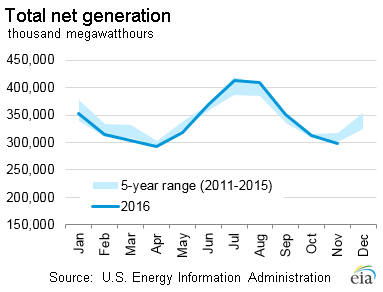 Total net generation
thousand megawatthours
450,000
400,000
350,000
300,000
250,000
200,000
150,000
5-year range (2011-2015)
2016
Jan
Feb
Mar
Apr
May
Jun
Jul
Aug
Sep
Oct
Nov
Dec
Source: U.S. Energy Information Administration
eia